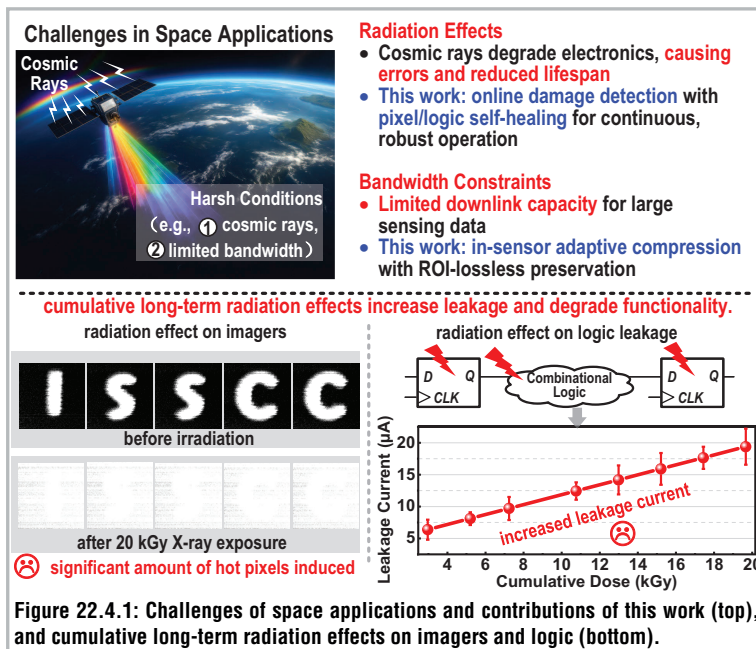 Challenges in Space Applications
Cosmic
Rays
Harsh Conditions
(e.g., ① cosmic rays,
② limited bandwidth)
Radiation Effects
• Cosmic rays degrade electronics, causing
errors and reduced lifespan
• This work: online damage detection with
pixel/logic self-healing for continuous,
robust operation
Bandwidth Constraints
• Limited downlink capacity for large
sensing data
• This work: in-sensor adaptive compression
with ROI-lossless preservation
cumulative long-term radiation effects increase leakage and degrade functionality.
radiation effect on imagers
I S S C C
before irradiation
after 20 kGy X-ray exposure
significant amount of hot pixels induced
radiation effect on logic leakage
D Q
CLK
Combinational
Logic
D Q
CLK
Leakage Current (µA)
20
15
10
5
increased leakage current
4 6 8 10 12 14 16 18 20
Cumulative Dose (kGy)
Figure 22.4.1: Challenges of space applications and contributions of this work (top),
and cumulative long-term radiation effects on imagers and logic (bottom).